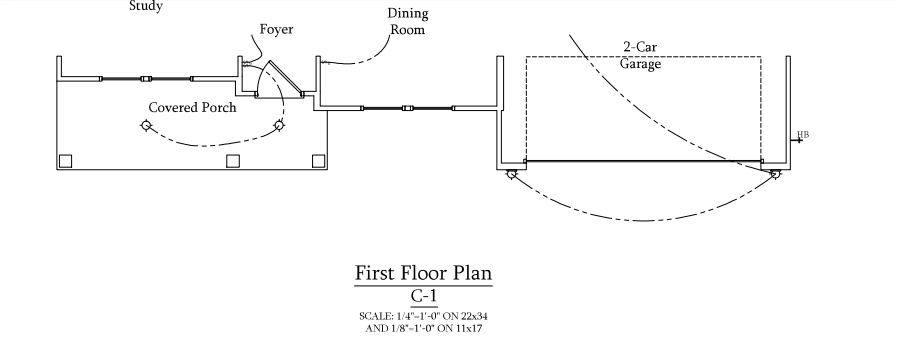 Study
Foyer
Dining
Room
2-Car
Garage
Covered Porch
HB
First Floor Plan
C-1
SCALE: 1/4"–1'-0" ON 22x34
AND 1/8"–1'-0" ON 11x17